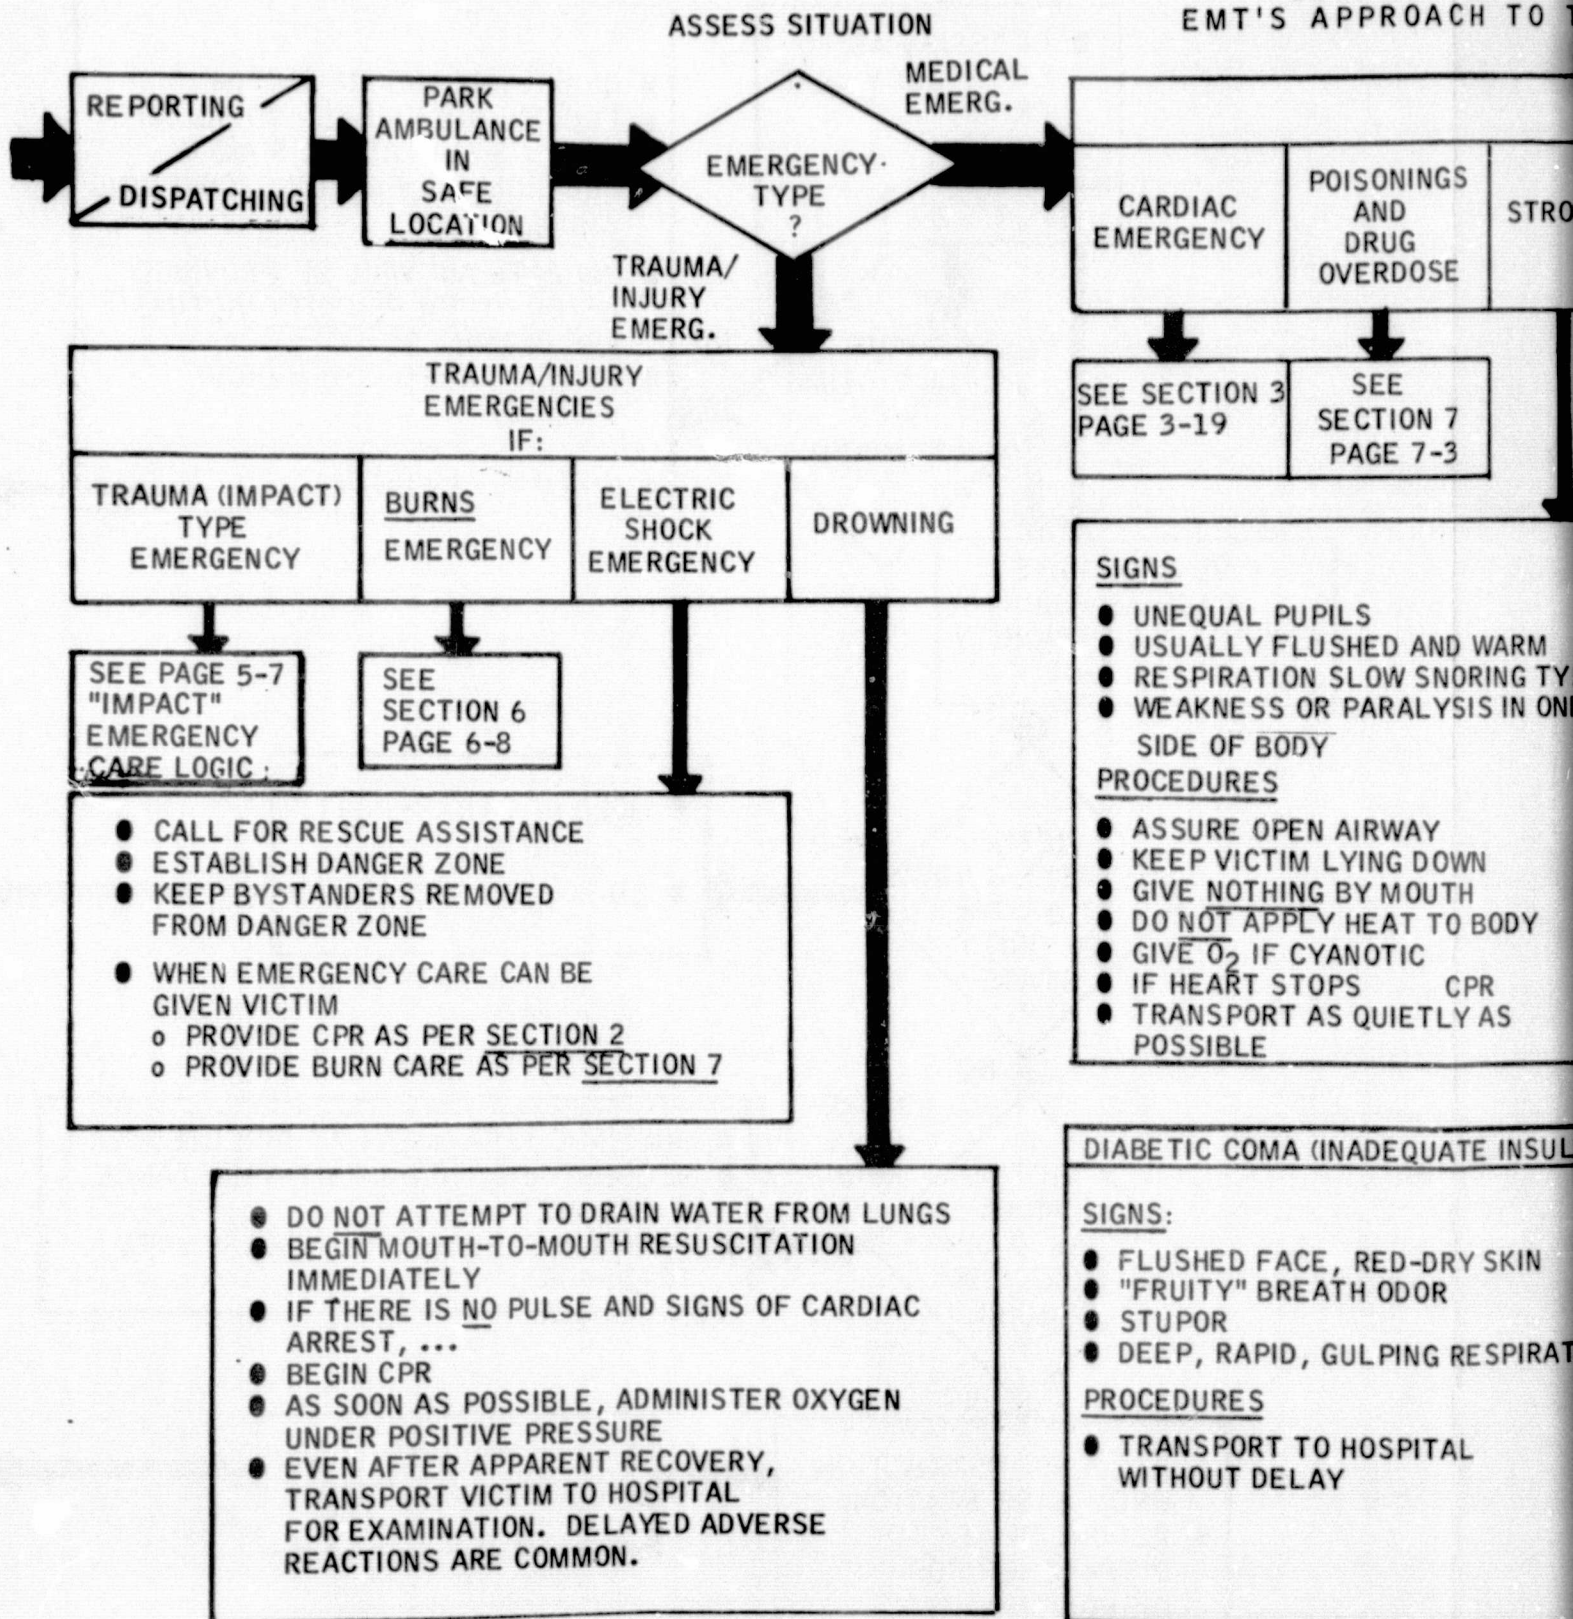 ASSESS SITUATION
EMT'S APPROACH TO
REPORTING
DISPATCHING
PARK
AMBULANCE
IN
SAFE
LOCATION
EMERGENCY
TYPE
?
MEDICAL
EMERG.
TRAUMA/
INJURY
EMERG.
CARDIAC
EMERGENCY
POISONINGS
AND
DRUG
OVERDOSE
STRO
SEE SECTION 3
PAGE 3-19
SEE
SECTION 7
PAGE 7-3
TRAUMA/INJURY
EMERGENCIES
IF:
TRAUMA (IMPACT)
TYPE
EMERGENCY
BURNS
EMERGENCY
ELECTRIC
SHOCK
EMERGENCY
DROWNING
SEE PAGE 5-7
"IMPACT"
EMERGENCY
CARE LOGIC
SEE
SECTION 6
PAGE 6-8
● CALL FOR RESCUE ASSISTANCE
● ESTABLISH DANGER ZONE
● KEEP BYSTANDERS REMOVED
FROM DANGER ZONE
● WHEN EMERGENCY CARE CAN BE
GIVEN VICTIM
o PROVIDE CPR AS PER SECTION 2
o PROVIDE BURN CARE AS PER SECTION 7
● DO NOT ATTEMPT TO DRAIN WATER FROM LUNGS
● BEGIN MOUTH-TO-MOUTH RESUSCITATION
IMMEDIATELY
● IF THERE IS NO PULSE AND SIGNS OF CARDIAC
ARREST, ...
● BEGIN CPR
● AS SOON AS POSSIBLE, ADMINISTER OXYGEN
UNDER POSITIVE PRESSURE
● EVEN AFTER APPARENT RECOVERY,
TRANSPORT VICTIM TO HOSPITAL
FOR EXAMINATION. DELAYED ADVERSE
REACTIONS ARE COMMON.
SIGNS
● UNEQUAL PUPILS
● USUALLY FLUSHED AND WARM
● RESPIRATION SLOW SNORING TY
● WEAKNESS OR PARALYSIS IN ONE
SIDE OF BODY
PROCEDURES
● ASSURE OPEN AIRWAY
● KEEP VICTIM LYING DOWN
● GIVE NOTHING BY MOUTH
● DO NOT APPLY HEAT TO BODY
● GIVE O2 IF CYANOTIC
● IF HEART STOPS CPR
● TRANSPORT AS QUIETLY AS
POSSIBLE
DIABETIC COMA (INADEQUATE INSUL
SIGNS:
● FLUSHED FACE, RED-DRY SKIN
● "FRUITY" BREATH ODOR
● STUPOR
● DEEP, RAPID, GULPING RESPIRAT
PROCEDURES
● TRANSPORT TO HOSPITAL
WITHOUT DELAY